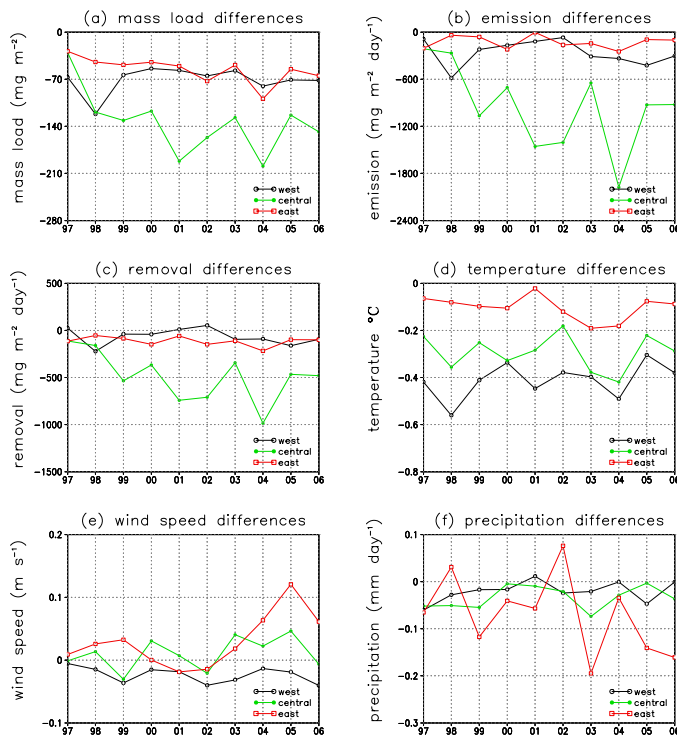 (a) mass load differences
mass load (mg m⁻²)
0
−70
−140
−210
−280
97 98 99 00 01 02 03 04 05 06
west
central
east
(b) emission differences
emission (mg m⁻² day⁻¹)
0
−600
−1200
−1800
−2400
97 98 99 00 01 02 03 04 05 06
west
central
east
(c) removal differences
removal (mg m⁻² day⁻¹)
500
0
−500
−1000
−1500
97 98 99 00 01 02 03 04 05 06
west
central
east
(d) temperature differences
temperature °C
0
−0.2
−0.4
−0.6
−0.8
97 98 99 00 01 02 03 04 05 06
west
central
east
(e) wind speed differences
wind speed (m s⁻¹)
0.2
0.1
0
−0.1
97 98 99 00 01 02 03 04 05 06
west
central
east
(f) precipitation differences
precipitation (mm day⁻¹)
0.1
0
−0.1
−0.2
−0.3
97 98 99 00 01 02 03 04 05 06
west
central
east